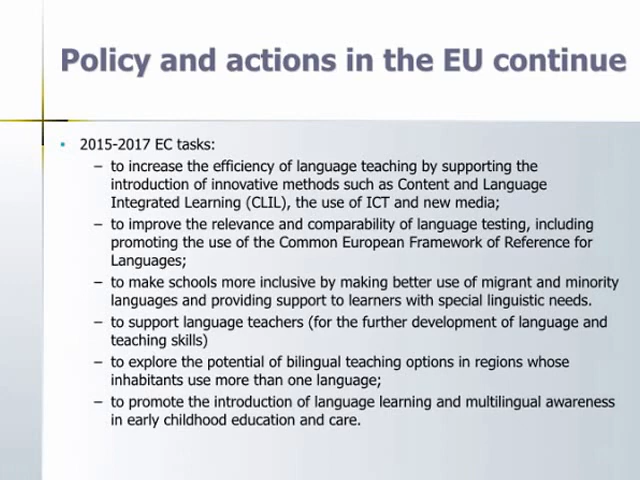 Policy and actions in the EU continue
• 2015-2017 EC tasks:
– to increase the efficiency of language teaching by supporting the
introduction of innovative methods such as Content and Language
Integrated Learning (CLIL), the use of ICT and new media;
– to improve the relevance and comparability of language testing, including
promoting the use of the Common European Framework of Reference for
Languages;
– to make schools more inclusive by making better use of migrant and minority
languages and providing support to learners with special linguistic needs.
– to support language teachers (for the further development of language and
teaching skills)
– to explore the potential of bilingual teaching options in regions whose
inhabitants use more than one language;
– to promote the introduction of language learning and multilingual awareness
in early childhood education and care.